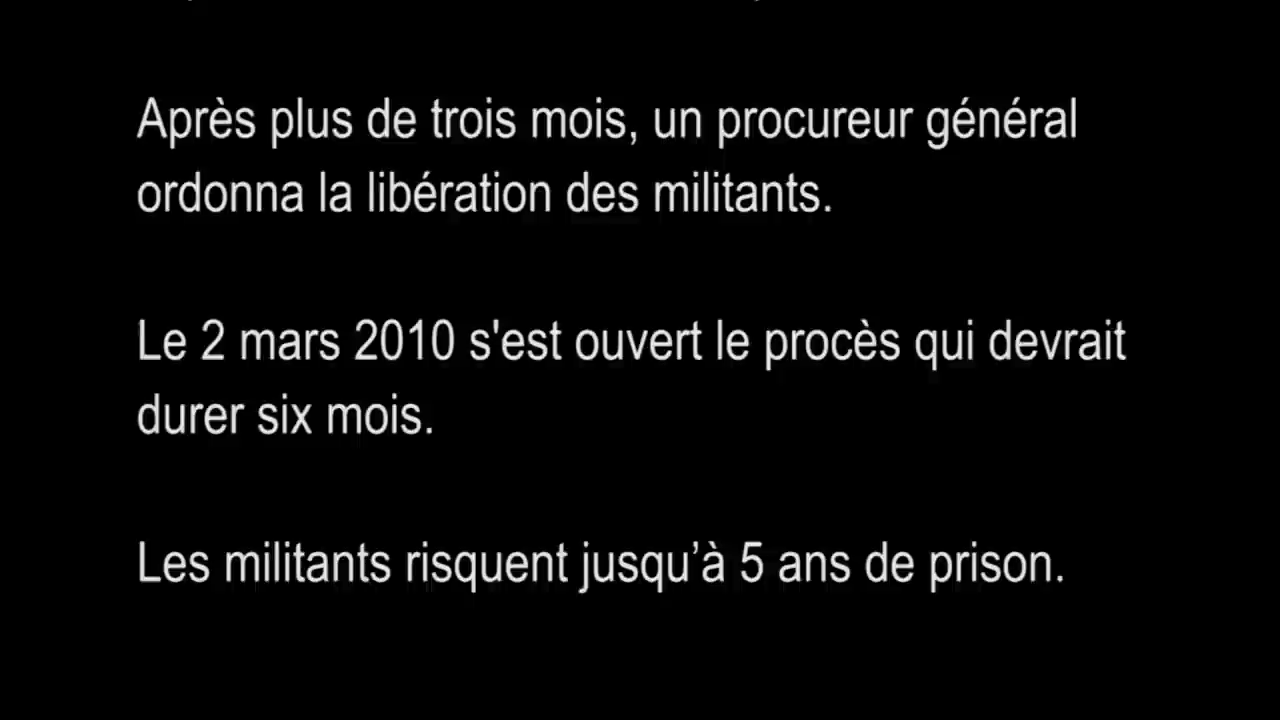 Après plus de trois mois, un procureur général
ordonna la libération des militants.
Le 2 mars 2010 s'est ouvert le procès qui devrait
durer six mois.
Les militants risquent jusqu’à 5 ans de prison.